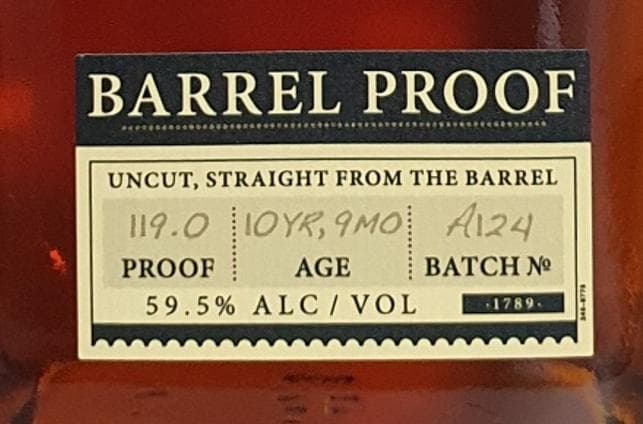 BARREL PROOF
UNCUT, STRAIGHT FROM THE BARREL
119.0 10YR, 9MO A124
PROOF AGE BATCH Nº
59.5% ALC / VOL ·1789·